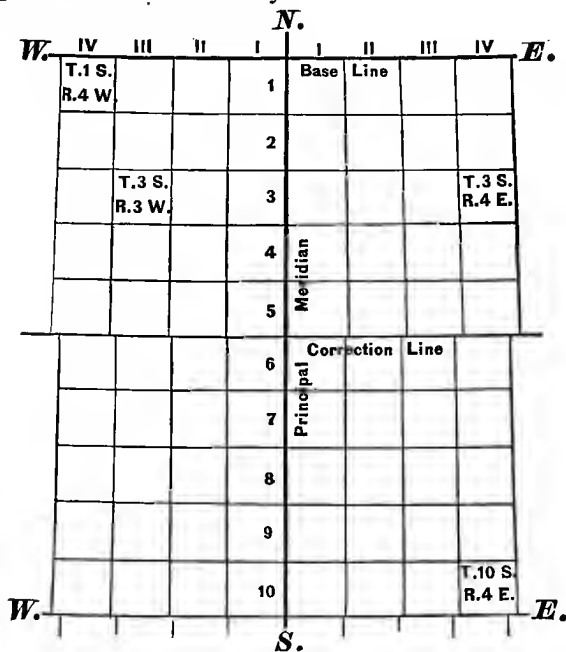 N.
W. IV III II I I II III IV E.
T.1 S.
R.4 W.
1
Base Line
2
T.3 S.
R.3 W.
3
T.3 S.
R.4 E.
4
Meridian
5
6
Correction Line
7
Principal
8
9
10
T.10 S.
R.4 E.
W. E.
S.